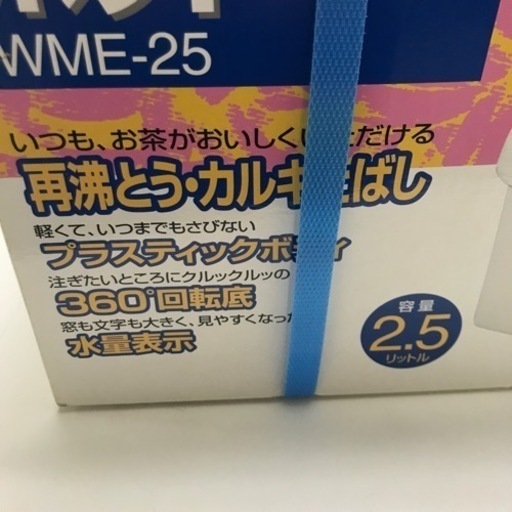 WME-25
いつも、お茶がおいしくいただける
再沸とう・カルキとばし
軽くて、いつまでもさびない
プラスティックボディ
注ぎたいところにクルックルッの
360°回転底
窓も文字も大きく、見やすくなった
水量表示
容量
2.5
リットル